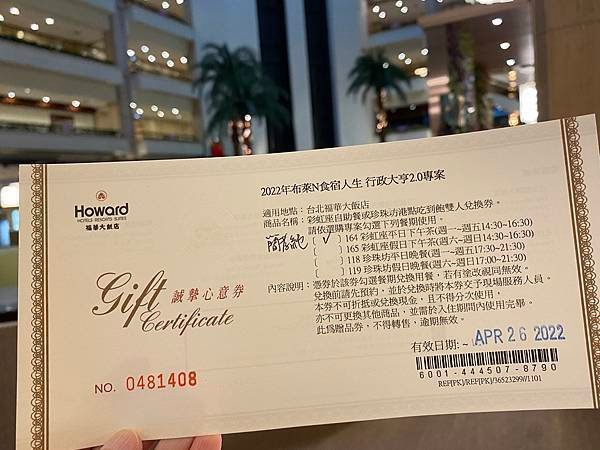 2022年布萊N食宿人生 行政大亨2.0專案
Howard
HOTELS RESORTS SUITES
福華大飯店
適用地點：台北福華大飯店
商品名稱：彩虹座自助餐或珍珠坊港點吃到飽雙人兌換券。
請依選購專案勾選下列餐期使用。
[ ✓ ] 164 彩虹座平日下午茶(週一~週五14:30~16:30)
[ ] 165 彩虹座假日下午茶(週六~週日14:30~16:30)
[ ] 118 珍珠坊平日晚餐(週一~週五17:30~21:30)
[ ] 119 珍珠坊假日晚餐(週六~週日17:00~21:30)
Gift 誠摯心意券
Certificate
內容說明：憑券於該券勾選餐期兌換用餐，若有塗改視同無效。
兌換前請先預約，並於兌換時將本券交予現場服務人員。
本券不可折抵或兌換現金，且不得分次使用，
亦不可更換其他商品，並需於入住期間內使用完畢。
此為贈品券，不得轉售，逾期無效。
有效日期：~ APR 26 2022
NO. 0481408
6001-444507-8790
REF[PK]/REF[PK]/36523299//1101